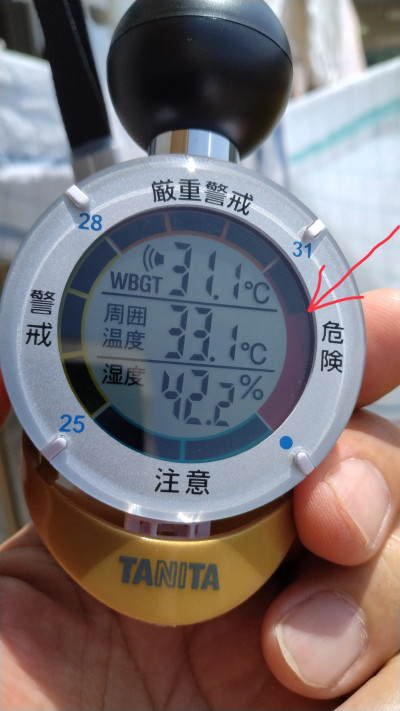 厳重警戒
28
31
WBGT 31.1℃
警戒
周囲温度 33.1℃
危険
湿度 42.2%
25
注意
TANITA